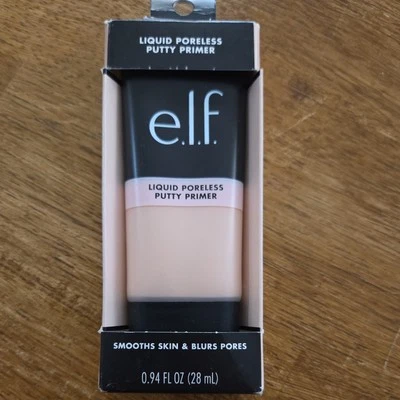 LIQUID PORELESS
PUTTY PRIMER
e.l.f.
LIQUID PORELESS
PUTTY PRIMER
SMOOTHS SKIN & BLURS PORES
0.94 FL OZ (28 mL)